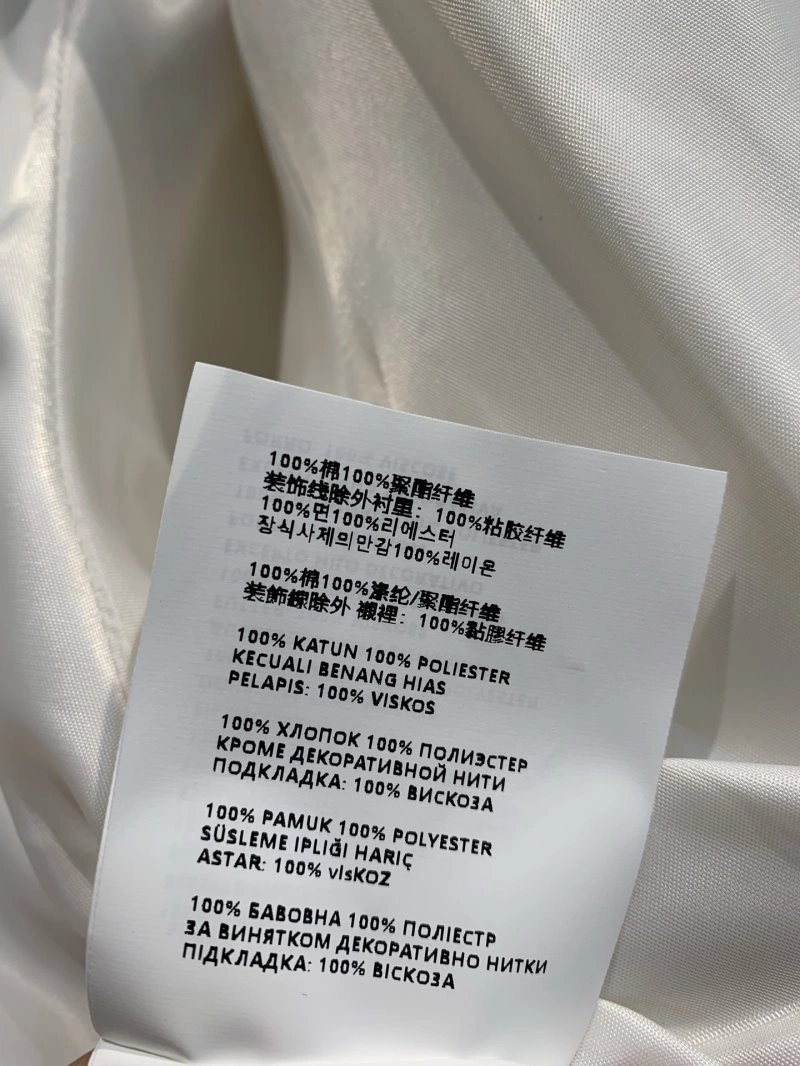 100%棉100%聚酯纤维
装饰线除外衬里：100%粘胶纤维
100%면100%리에스터
장식사제의만감100%레이온
100%棉100%涤纶/聚酯纤维
装飾線除外 襯裡：100%黏膠纤维
100% KATUN 100% POLIESTER
KECUALI BENANG HIAS
PELAPIS: 100% VISKOS
100% ХЛОПОК 100% ПОЛИЭСТЕР
КРОМЕ ДЕКОРАТИВНОЙ НИТИ
ПОДКЛАДКА: 100% ВИСКОЗА
100% PAMUK 100% POLYESTER
SÜSLEME IPLIĞI HARIÇ
ASTAR: 100% vIsKOZ
100% БАВОВНА 100% ПОЛІЕСТР
ЗА ВИНЯТКОМ ДЕКОРАТИВНО НИТКИ
ПІДКЛАДКА: 100% ВІСКОЗА